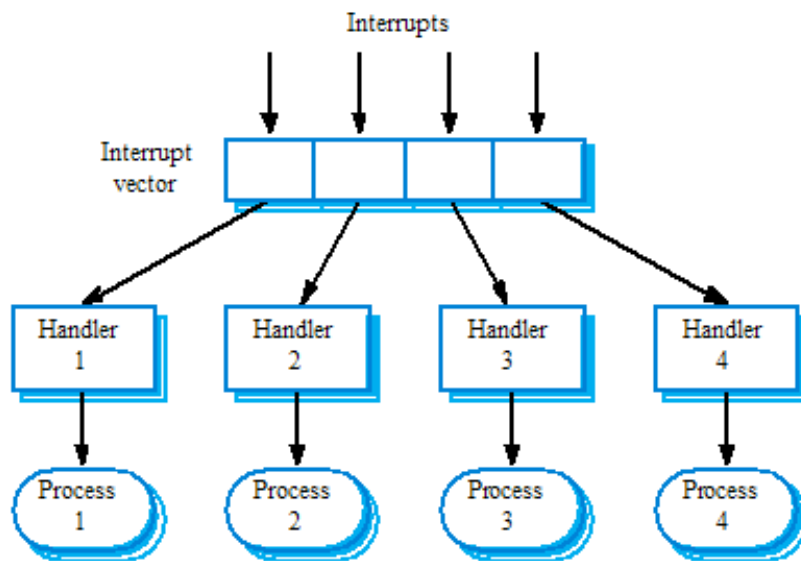 Interrupts
Interrupt
vector
Handler
1
Handler
2
Handler
3
Handler
4
Process
1
Process
2
Process
3
Process
4